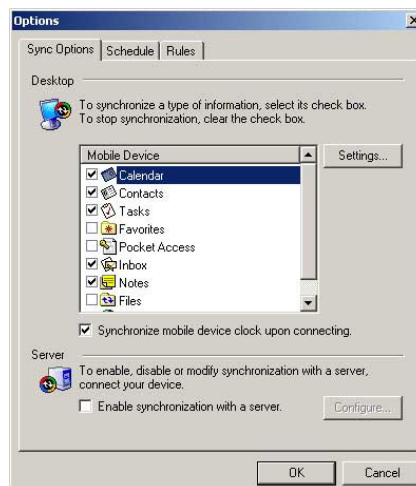 Options
Sync Options Schedule Rules
Desktop
To synchronize a type of information, select its check box.
To stop synchronization, clear the check box.
Mobile Device
Settings...
Calendar
Contacts
Tasks
Favorites
Pocket Access
Inbox
Notes
Files
Synchronize mobile device clock upon connecting.
Server
To enable, disable or modify synchronization with a server,
connect your device.
Enable synchronization with a server.
Configure...
OK Cancel